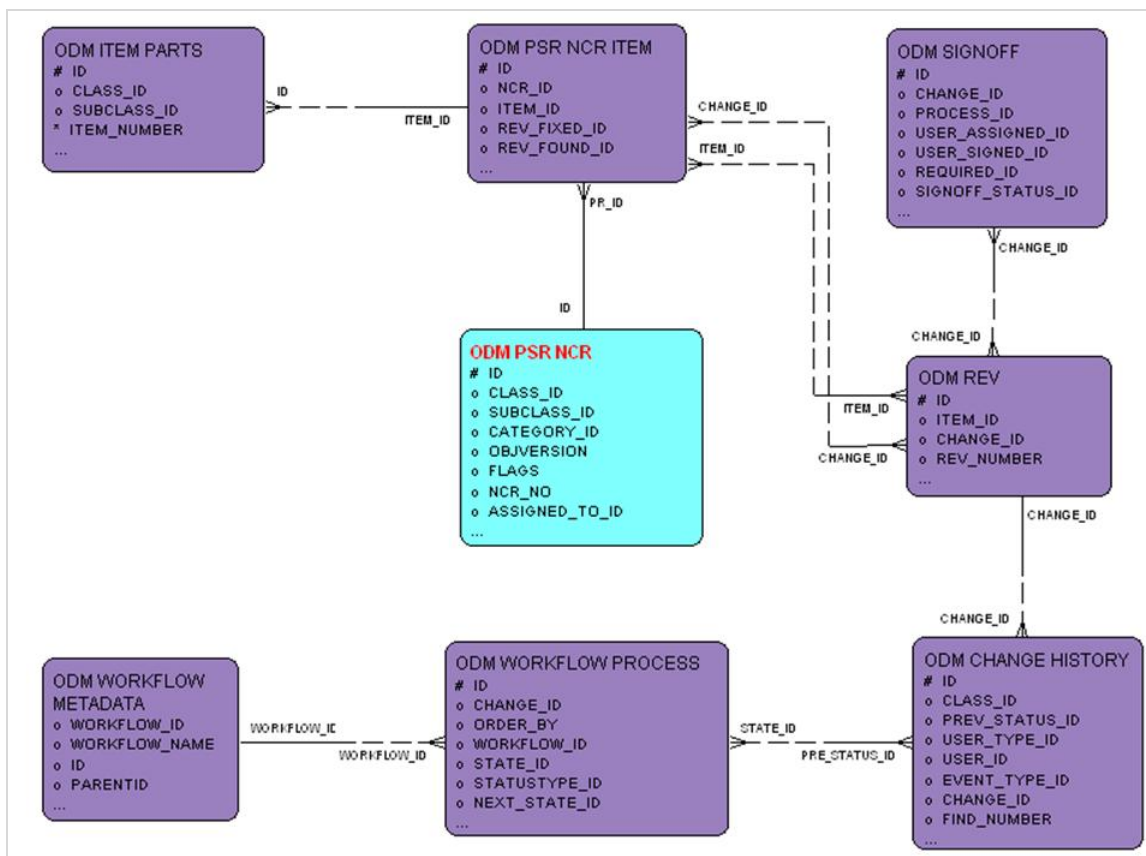 ODM ITEM PARTS
# ID
o CLASS_ID
o SUBCLASS_ID
* ITEM_NUMBER
...
ID
ITEM_ID
ODM PSR NCR ITEM
# ID
o NCR_ID
o ITEM_ID
o REV_FIXED_ID
o REV_FOUND_ID
...
CHANGE_ID
ITEM_ID
PR_ID
ID
ODM SIGNOFF
# ID
o CHANGE_ID
o PROCESS_ID
o USER_ASSIGNED_ID
o USER_SIGNED_ID
o REQUIRED_ID
o SIGNOFF_STATUS_ID
...
CHANGE_ID
CHANGE_ID
ODM PSR NCR
# ID
o CLASS_ID
o SUBCLASS_ID
o CATEGORY_ID
o OBJVERSION
o FLAGS
o NCR_NO
o ASSIGNED_TO_ID
...
ITEM_ID
CHANGE_ID
ODM REV
# ID
o ITEM_ID
o CHANGE_ID
o REV_NUMBER
...
CHANGE_ID
CHANGE_ID
ODM WORKFLOW
METADATA
o WORKFLOW_ID
o WORKFLOW_NAME
o ID
o PARENTID
...
WORKFLOW_ID
WORKFLOW_ID
ODM WORKFLOW PROCESS
# ID
o CHANGE_ID
o ORDER_BY
o WORKFLOW_ID
o STATE_ID
o STATUSTYPE_ID
o NEXT_STATE_ID
...
STATE_ID
PRE_STATUS_ID
ODM CHANGE HISTORY
# ID
o CLASS_ID
o PREV_STATUS_ID
o USER_TYPE_ID
o USER_ID
o EVENT_TYPE_ID
o CHANGE_ID
o FIND_NUMBER
...